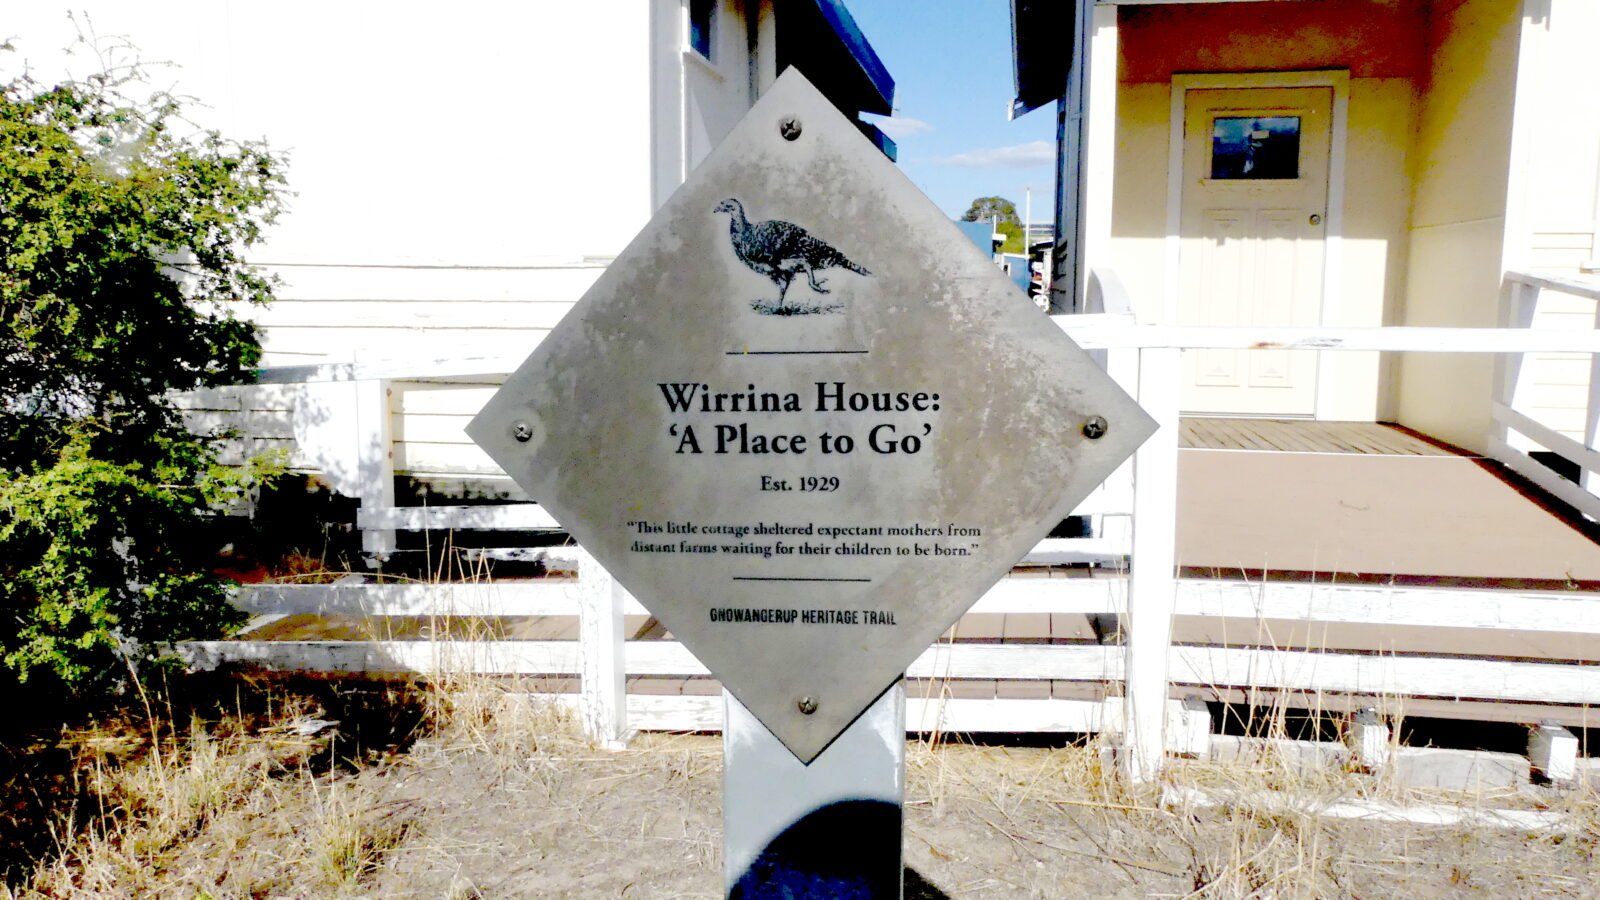 Wirrina House:
‘A Place to Go’
Est. 1929
“This little cottage sheltered expectant mothers from
distant farms waiting for their children to be born.”
GNOWANGERUP HERITAGE TRAIL